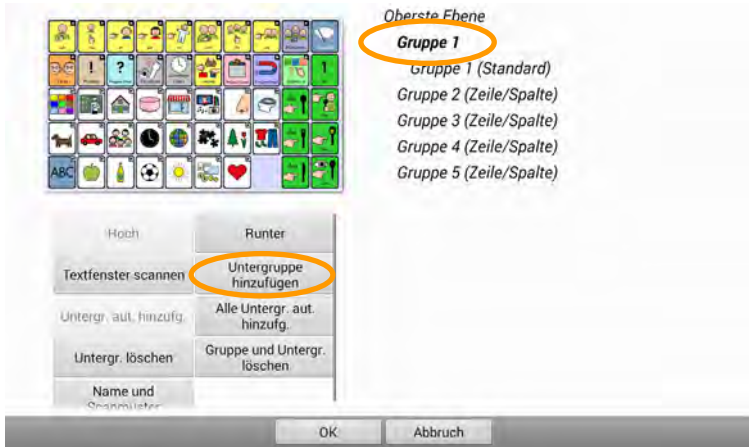 Oberste Ebene
Gruppe 1
Gruppe 1 (Standard)
Gruppe 2 (Zeile/Spalte)
Gruppe 3 (Zeile/Spalte)
Gruppe 4 (Zeile/Spalte)
Gruppe 5 (Zeile/Spalte)
!
?
1
ABC
Hoch
Runter
Textfenster scannen
Untergruppe
hinzufügen
Untergr. aut. hinzufg.
Alle Untergr. aut.
hinzufg.
Untergr. löschen
Gruppe und Untergr.
löschen
Name und
Scanmuster
OK
Abbruch